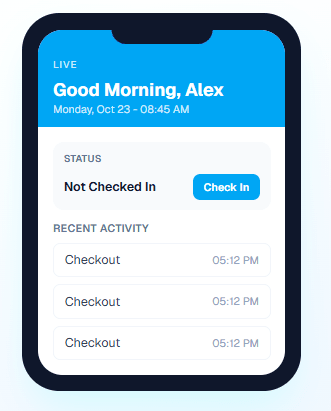 LIVE
Good Morning, Alex
Monday, Oct 23 - 08:45 AM
STATUS
Not Checked In
Check In
RECENT ACTIVITY
Checkout 05:12 PM
Checkout 05:12 PM
Checkout 05:12 PM